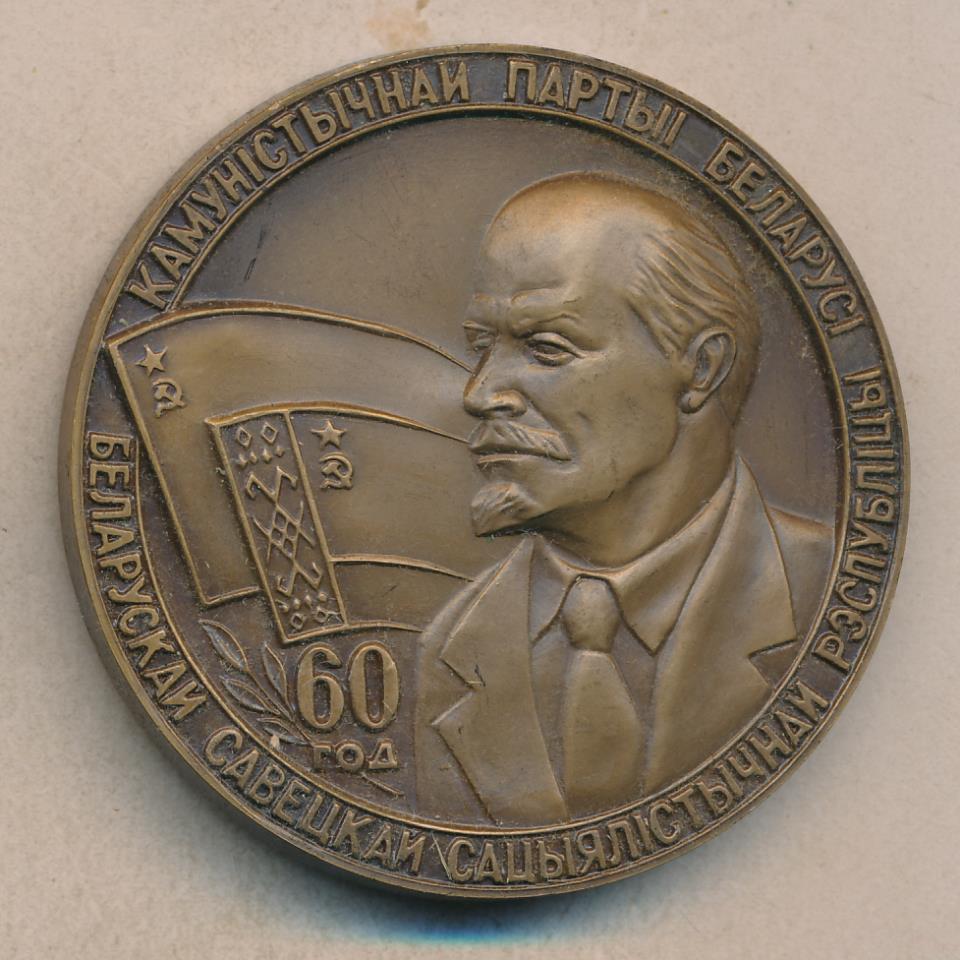 КАМУНІСТЫЧНАЙ ПАРТЫІ БЕЛАРУСІ
БЕЛАРУСКАЙ САВЕЦКАЙ САЦЫЯЛІСТЫЧНАЙ РЭСПУБЛІЦЫ
60
ГОД